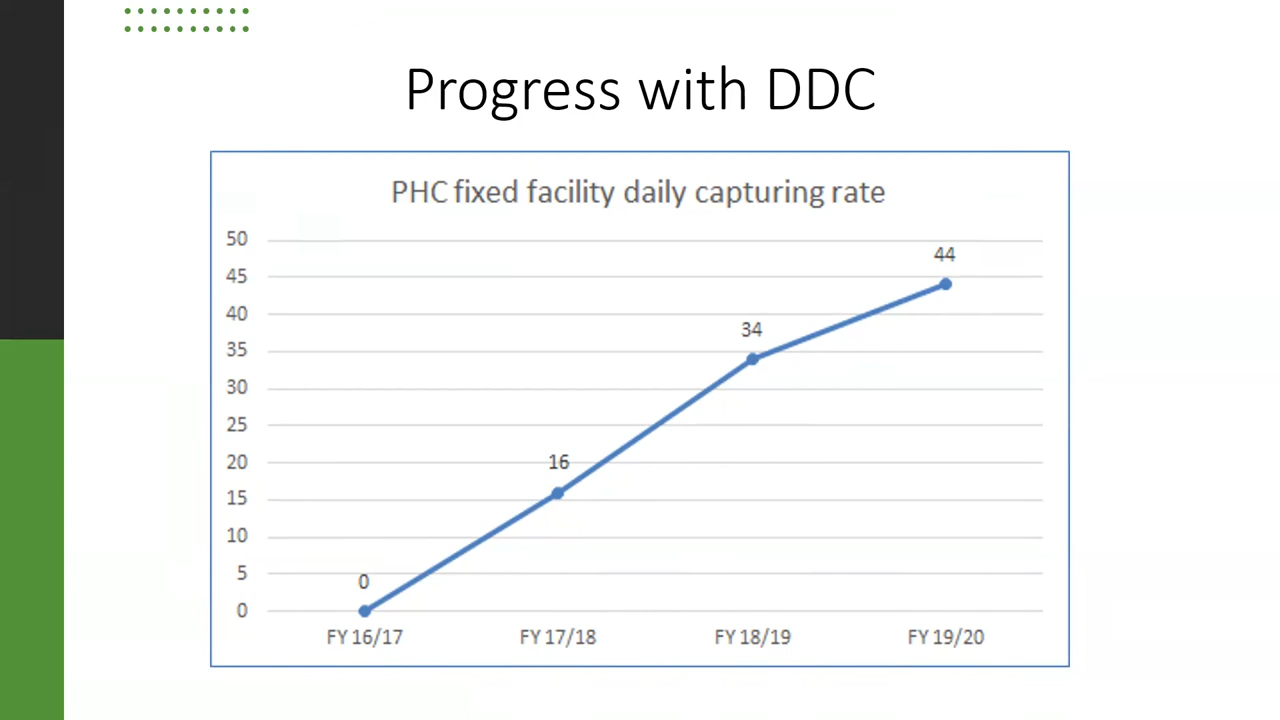 Progress with DDC
PHC fixed facility daily capturing rate
50
45
40
35
30
25
20
15
10
5
0
0
16
34
44
FY 16/17
FY 17/18
FY 18/19
FY 19/20